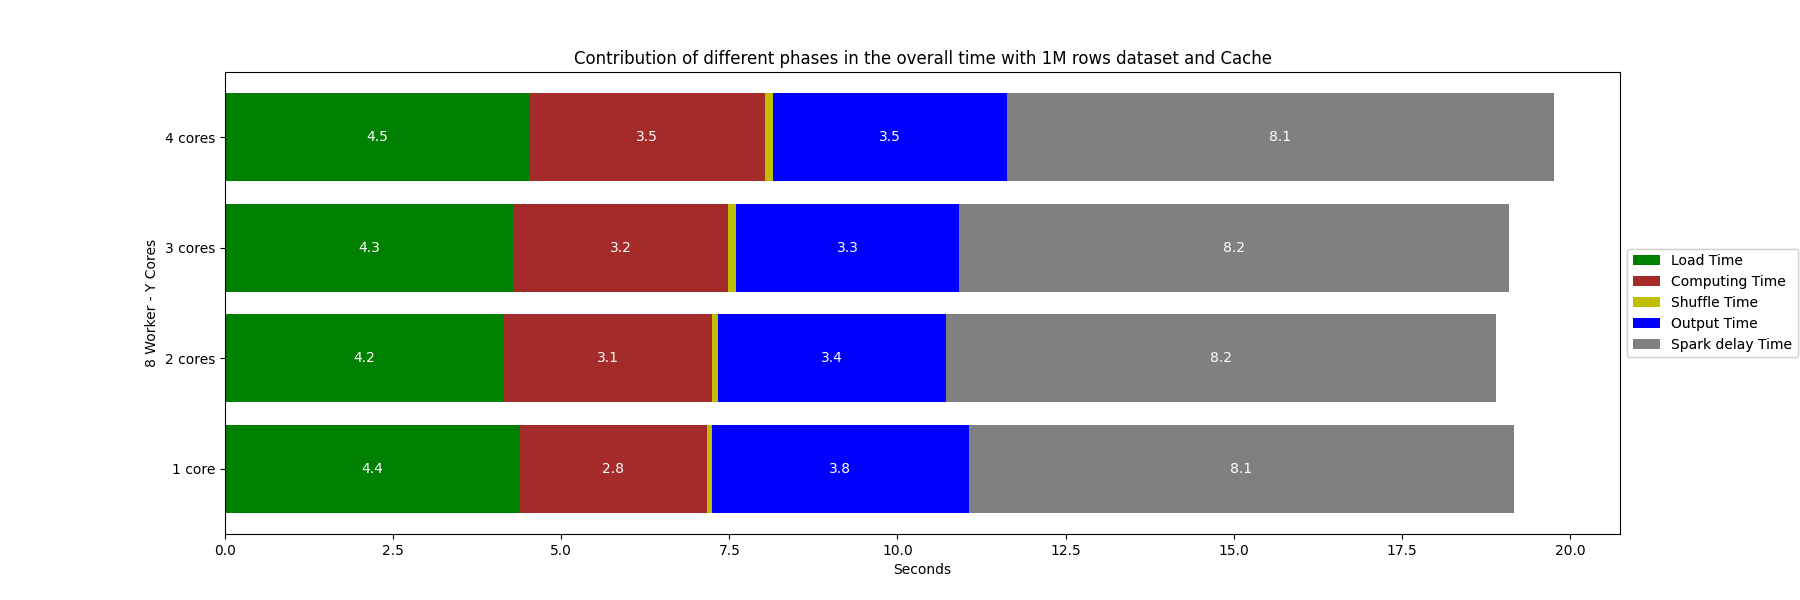 Contribution of different phases in the overall time with 1M rows dataset and Cache
8 Worker - Y Cores
4 cores
4.5
3.5
3.5
8.1
3 cores
4.3
3.2
3.3
8.2
2 cores
4.2
3.1
3.4
8.2
1 core
4.4
2.8
3.8
8.1
0.0
2.5
5.0
7.5
10.0
12.5
15.0
17.5
20.0
Seconds
Load Time
Computing Time
Shuffle Time
Output Time
Spark delay Time